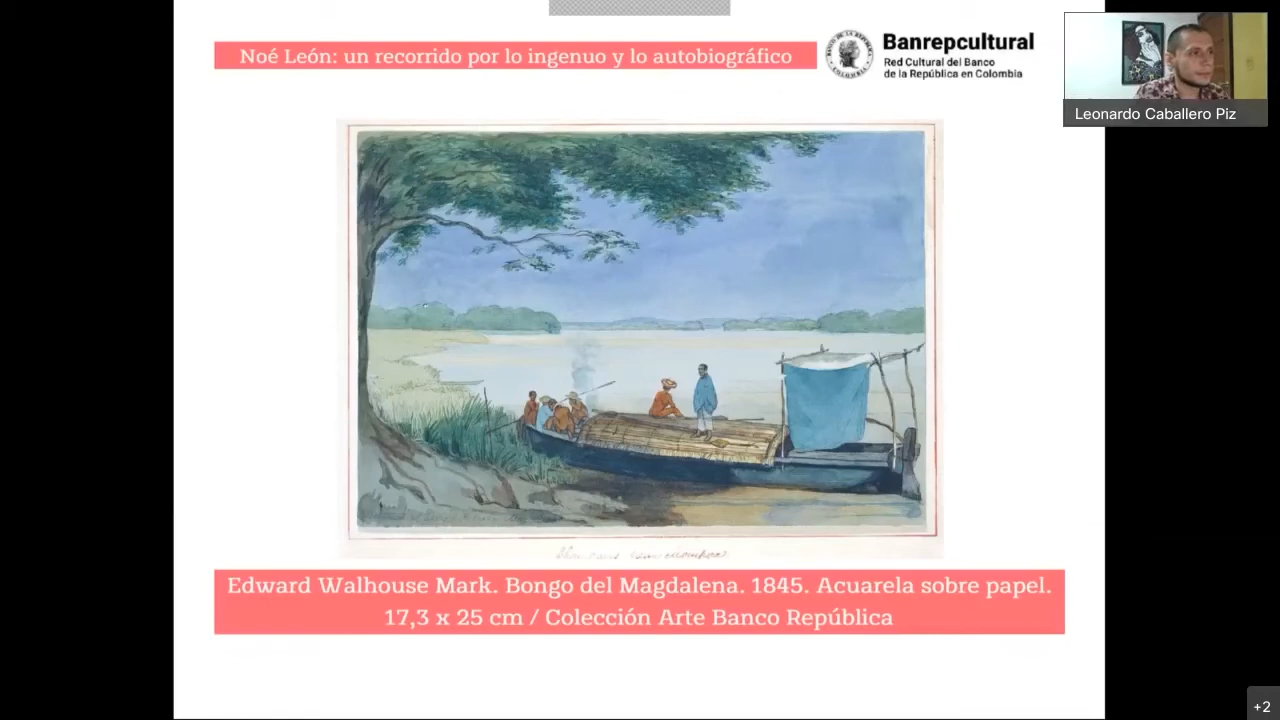 Noé León: un recorrido por lo ingenuo y lo autobiográfico
Banrepcultural
Red Cultural del Banco
de la República en Colombia
Leonardo Caballero Piz
Edward Walhouse Mark. Bongo del Magdalena. 1845. Acuarela sobre papel.
17,3 x 25 cm / Colección Arte Banco República
+2